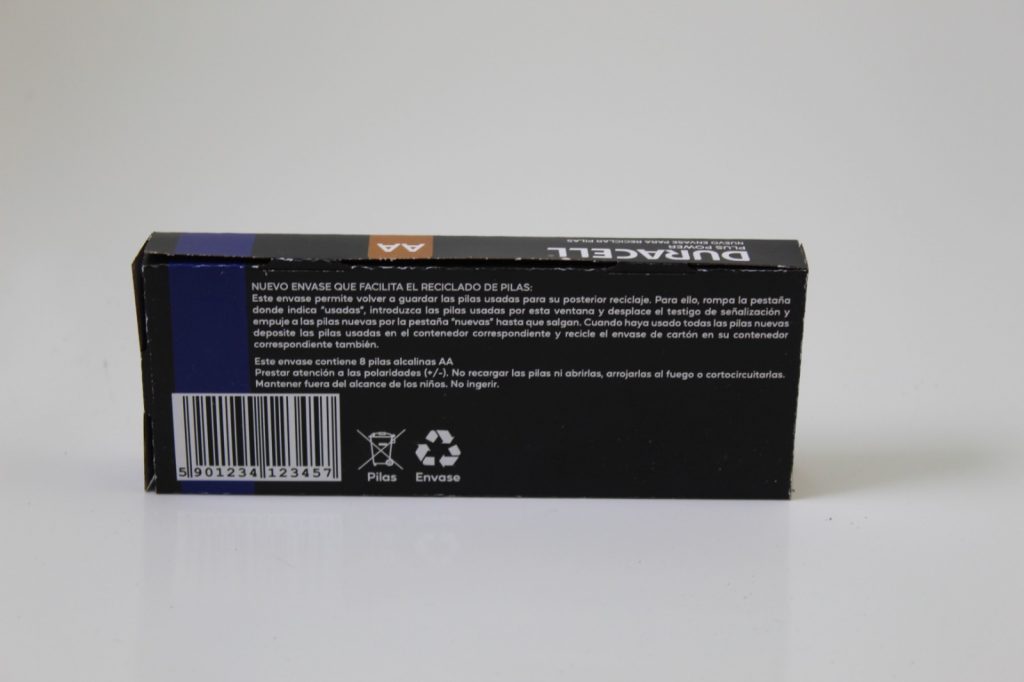 DURACELL
PLUS POWER
NUEVO ENVASE PARA RECICLAR PILAS
AA
NUEVO ENVASE QUE FACILITA EL RECICLADO DE PILAS:
Este envase permite volver a guardar las pilas usadas para su posterior reciclaje. Para ello, rompa la pestaña
donde indica "usadas", introduzca las pilas usadas por esta ventana y desplace el testigo de señalización y
empuje a las pilas nuevas por la pestaña "nuevas" hasta que salgan. Cuando haya usado todas las pilas nuevas
deposite las pilas usadas en el contenedor correspondiente y recicle el envase de cartón en su contenedor
correspondiente también.
Este envase contiene 8 pilas alcalinas AA
Prestar atención a las polaridades (+/-). No recargar las pilas ni abrirlas, arrojarlas al fuego o cortocircuitarlas.
Mantener fuera del alcance de los niños. No ingerir.
5 901234 123457
Pilas
Envase